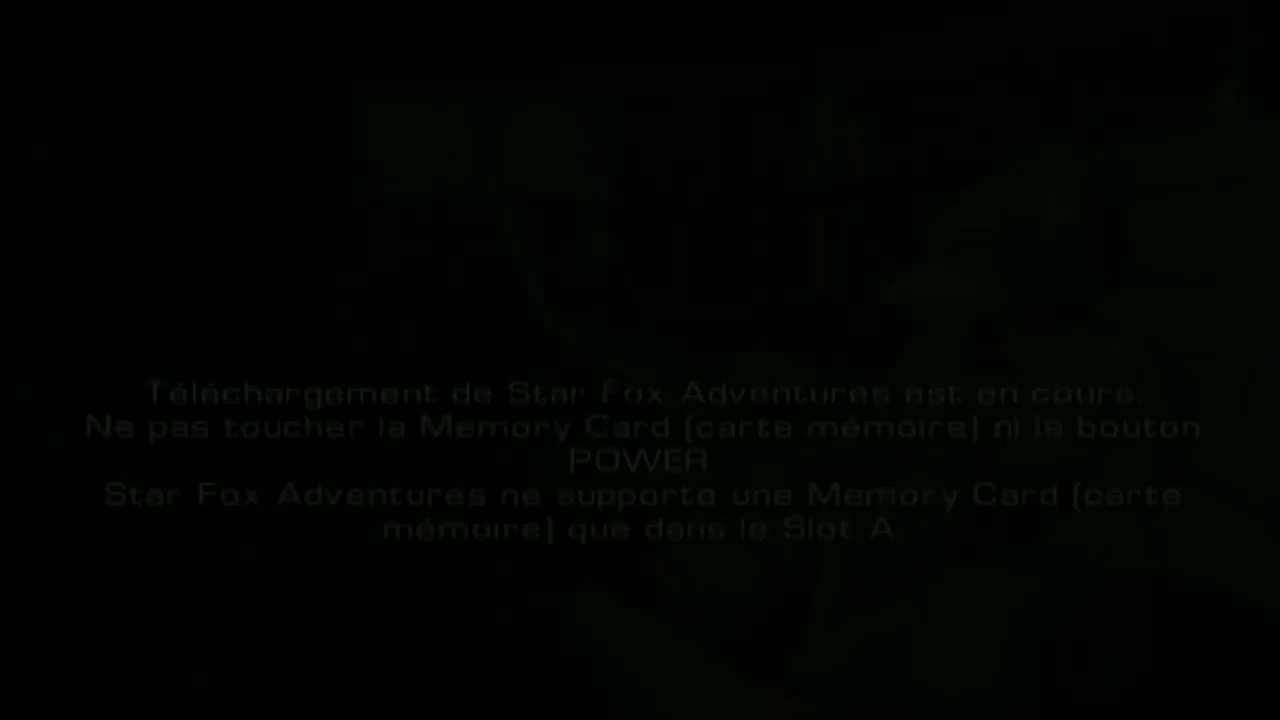 Téléchargement de Star Fox Adventures est en cours.
Ne pas toucher la Memory Card (carte mémoire) ni le bouton
POWER
Star Fox Adventures ne supporte une Memory Card (carte
mémoire) que dans le Slot A